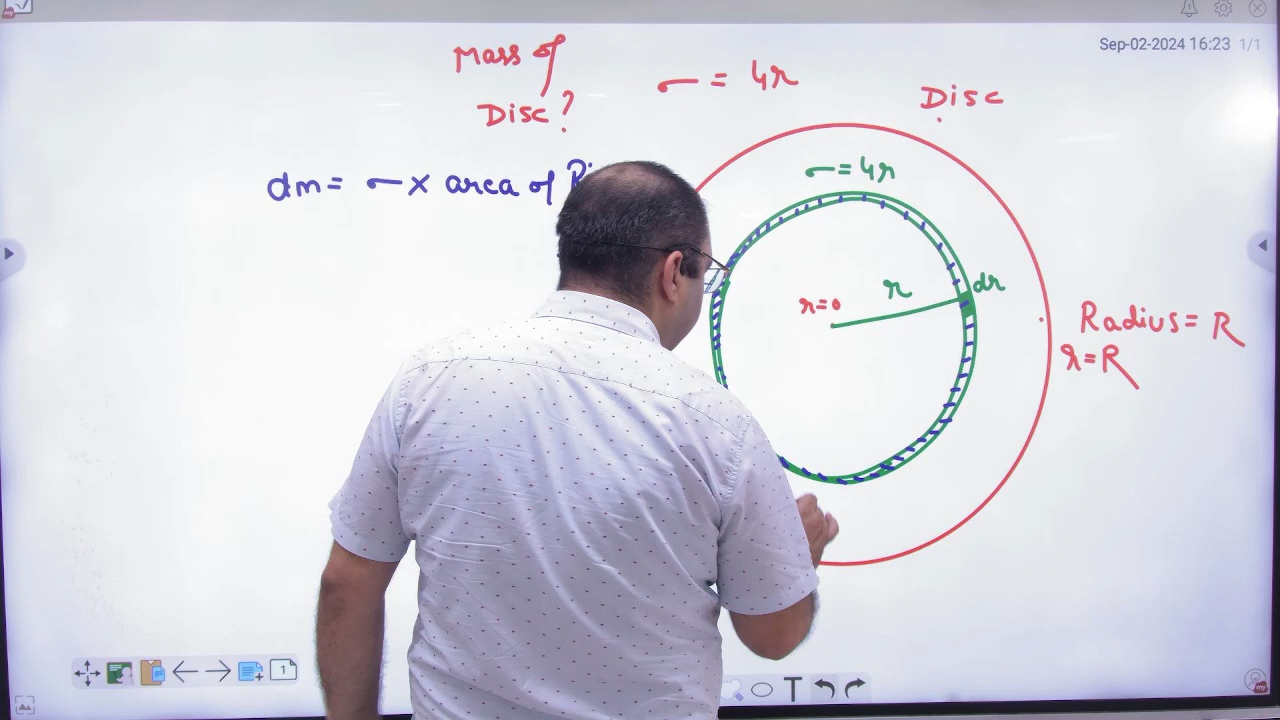 Sep-02-2024 16:23 1/1
Mass of
Disc?
σ = 4r
Disc
dm = σ x area of
σ = 4r
r=0
r
dr
Radius = R
r=R
1
T